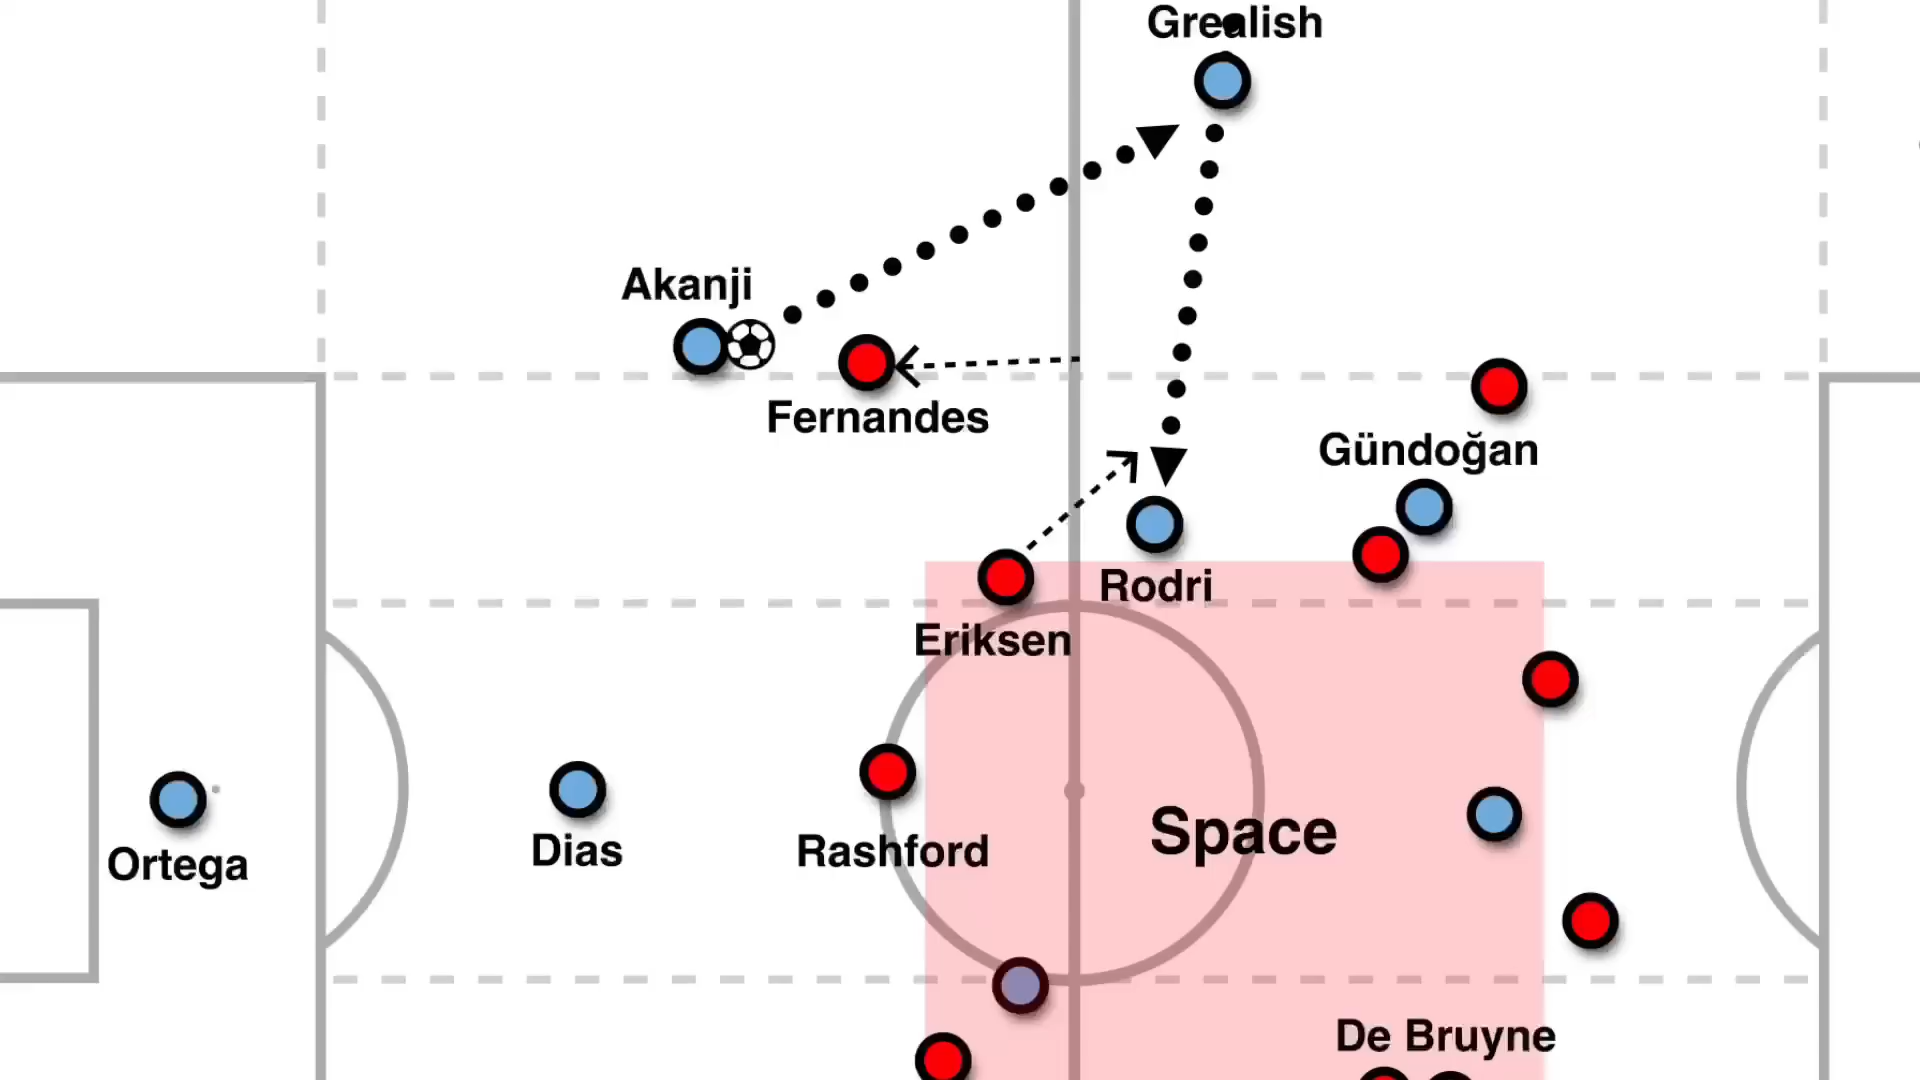 Grealish
Akanji
Fernandes
Gündoğan
Rodri
Eriksen
Space
Rashford
Dias
Ortega
De Bruyne